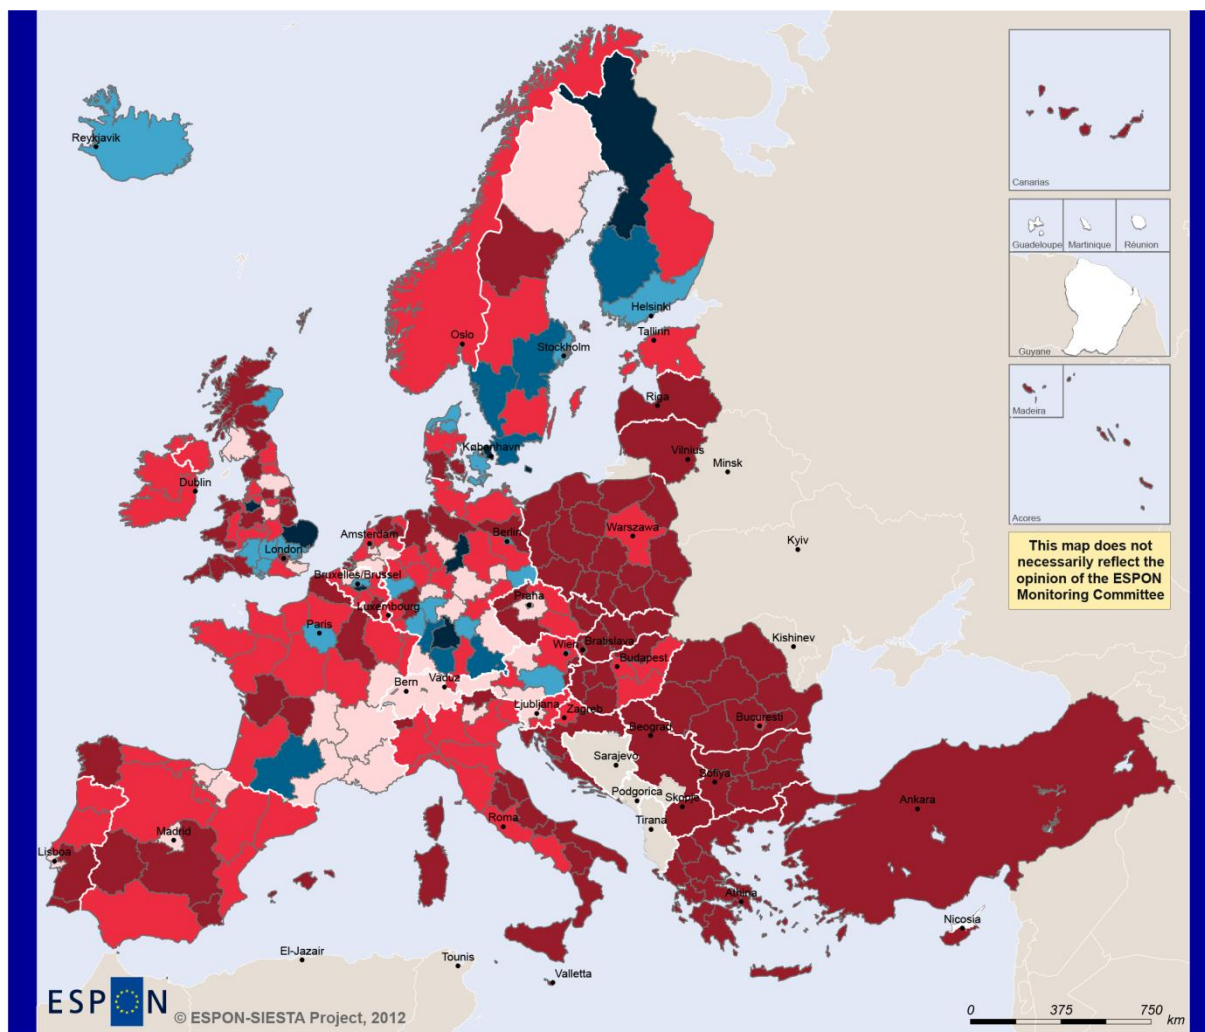 Reykjavik
Canarias
Guadeloupe
Martinique
Réunion
Guyane
Madeira
Acores
This map does not
necessarily reflect the
opinion of the ESPON
Monitoring Committee
Helsinki
Tallinn
Oslo
Stockholm
Riga
København
Vilnius
Minsk
Dublin
Amsterdam
Berlin
Warszawa
London
Kyiv
Bruxelles/Brussel
Praha
Luxembourg
Paris
Kishinev
Wien
Bratislava
Budapest
Bern
Vaduz
Ljubljana
Zagreb
Beograd
Bucuresti
Sarajevo
Sofiya
Podgorica
Skopje
Ankara
Roma
Tirana
Madrid
Lisboa
Athina
Nicosia
El-Jazair
Tounis
Valletta
ESPON
© ESPON-SIESTA Project, 2012
0 375 750
km